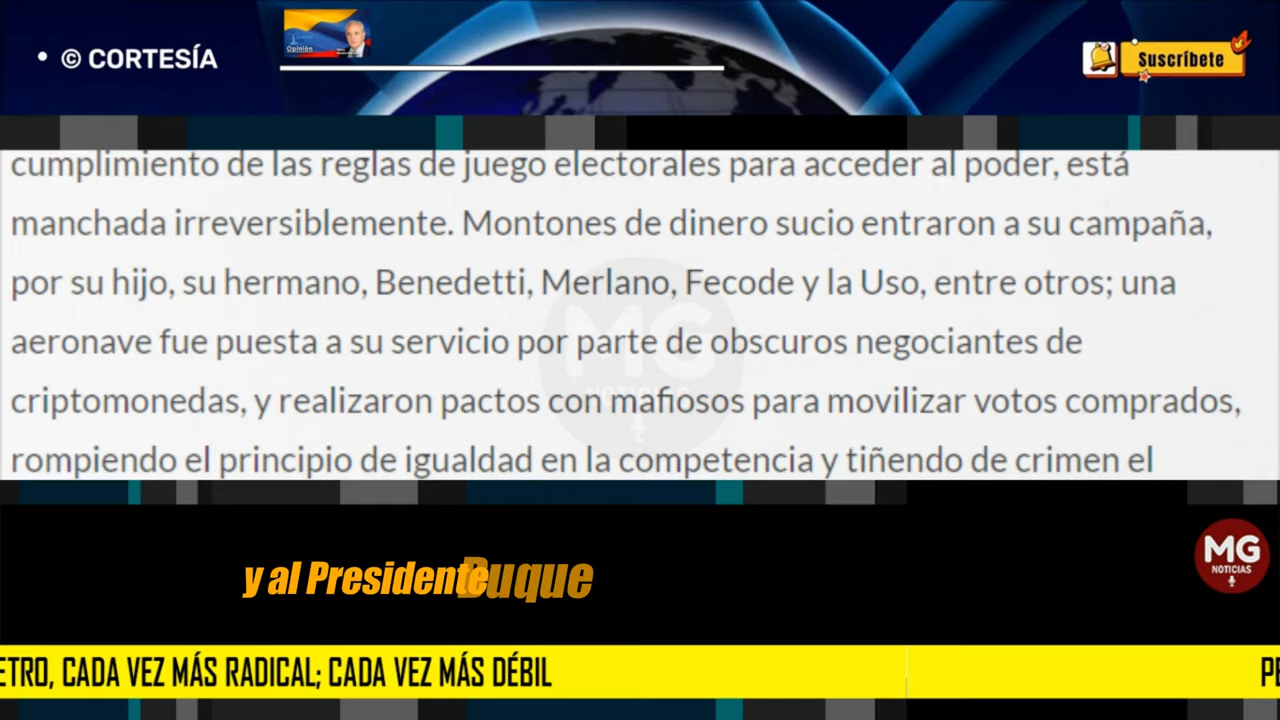 • © CORTESÍA
Opinión
Suscríbete
cumplimiento de las reglas de juego electorales para acceder al poder, está
manchada irreversiblemente. Montones de dinero sucio entraron a su campaña,
por su hijo, su hermano, Benedetti, Merlano, Fecode y la Uso, entre otros; una
aeronave fue puesta a su servicio por parte de obscuros negociantes de
criptomonedas, y realizaron pactos con mafiosos para movilizar votos comprados,
rompiendo el principio de igualdad en la competencia y tiñendo de crimen el
MG
NOTICIAS
y al Presidente Duque
MG
NOTICIAS
ETRO, CADA VEZ MÁS RADICAL; CADA VEZ MÁS DÉBIL
PE